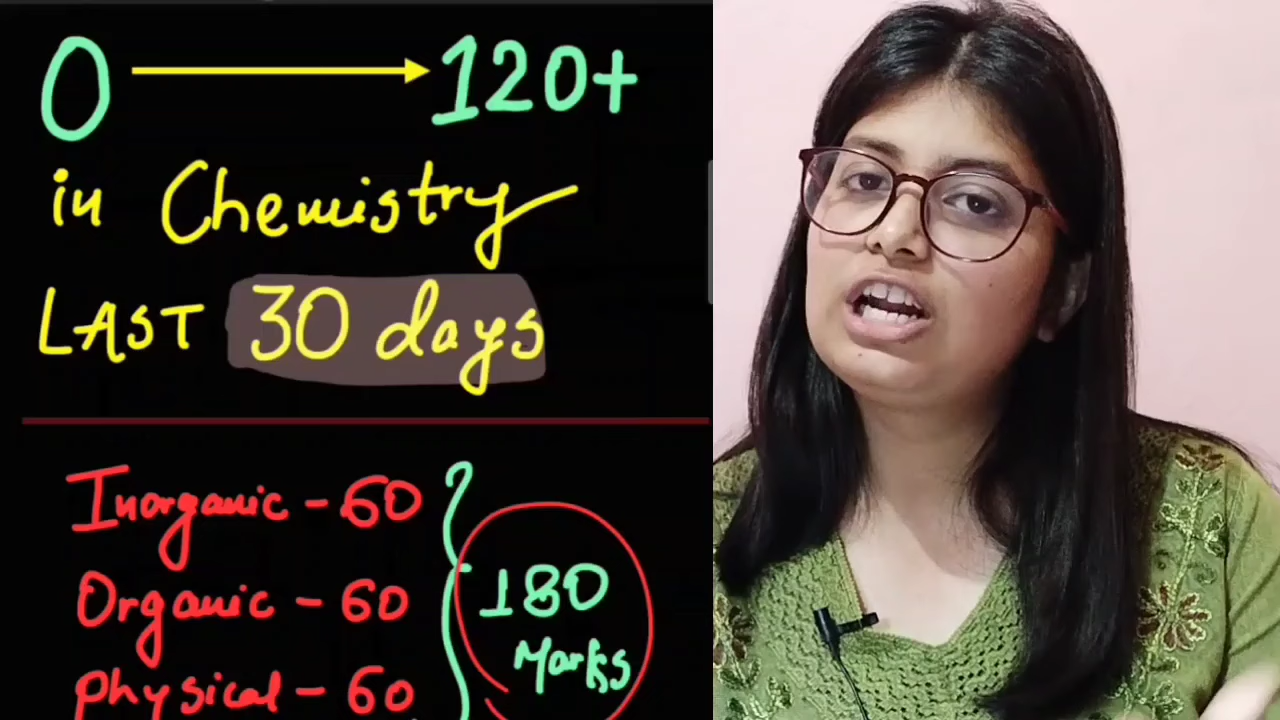 0 → 120+
in Chemistry
LAST 30 days
Inorganic - 60
Organic - 60
Physical - 60
180
Marks